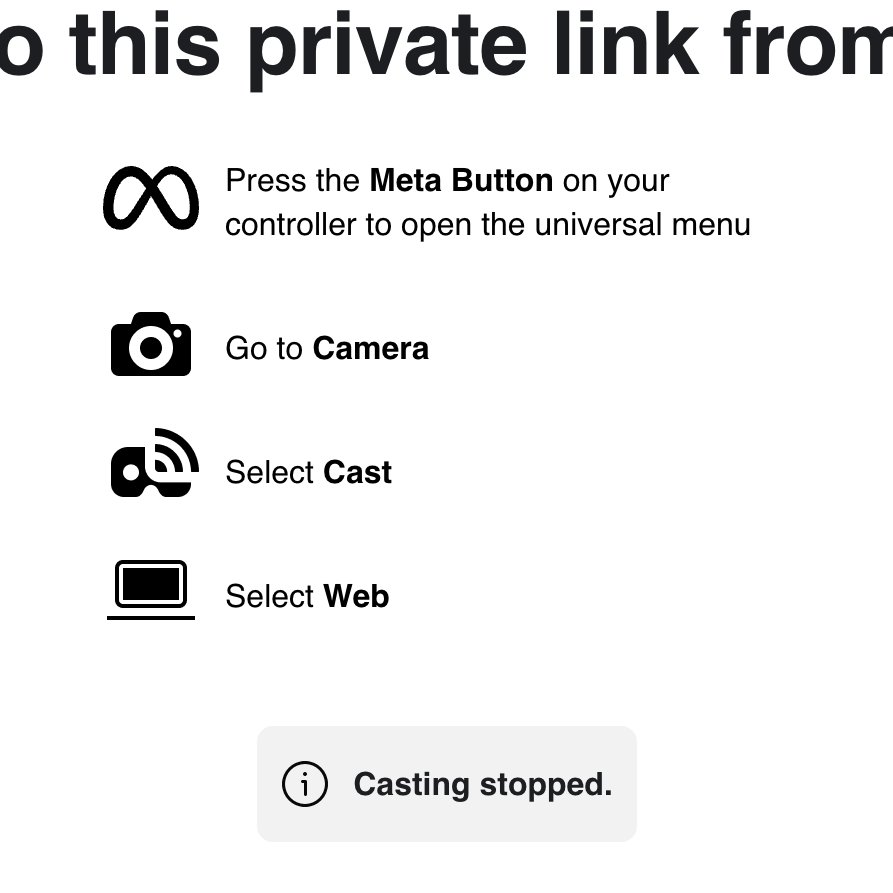 o this private link from
Press the Meta Button on your
controller to open the universal menu
Go to Camera
Select Cast
Select Web
Casting stopped.